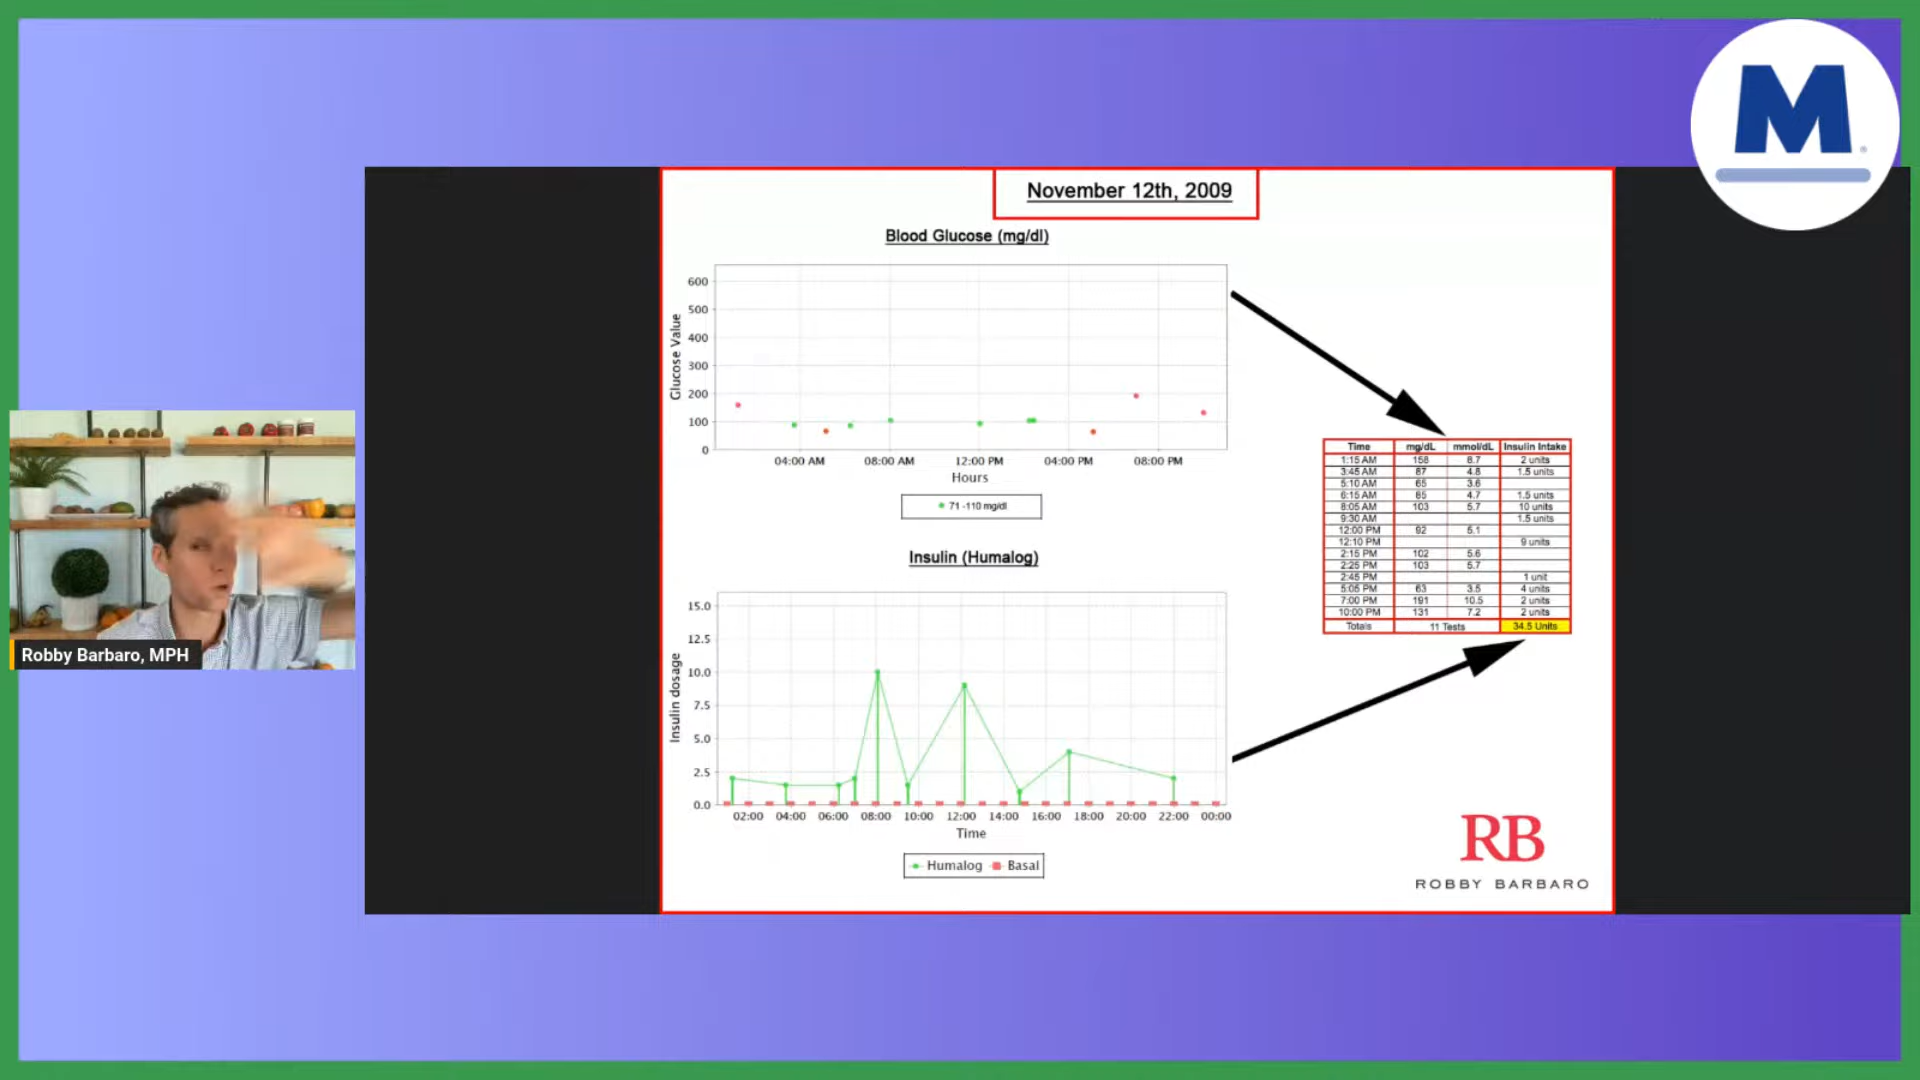 M
November 12th, 2009
Blood Glucose (mg/dl)
600
500
400
300
200
100
0
Glucose Value
04:00 AM 08:00 AM 12:00 PM 04:00 PM 08:00 PM
Hours
71 -110 mg/dl
Time mg/dL mmol/dL Insulin Intake
1:15 AM 158 8.7 2 units
3:45 AM 87 4.8 1.5 units
5:10 AM 65 3.6
6:15 AM 85 4.7 1.5 units
8:05 AM 103 5.7 10 units
9:30 AM 1.5 units
12:00 PM 92 5.1
12:10 PM 9 units
2:15 PM 102 5.6
2:25 PM 103 5.7
2:45 PM 1 unit
5:05 PM 63 3.5 4 units
7:00 PM 191 10.5 2 units
10:00 PM 131 7.2 2 units
Totals 11 Tests 34.5 Units
Insulin (Humalog)
15.0
12.5
10.0
7.5
5.0
2.5
0.0
Insulin dosage
02:00 04:00 06:00 08:00 10:00 12:00 14:00 16:00 18:00 20:00 22:00 00:00
Time
Humalog Basal
RB
ROBBY BARBARO
Robby Barbaro, MPH